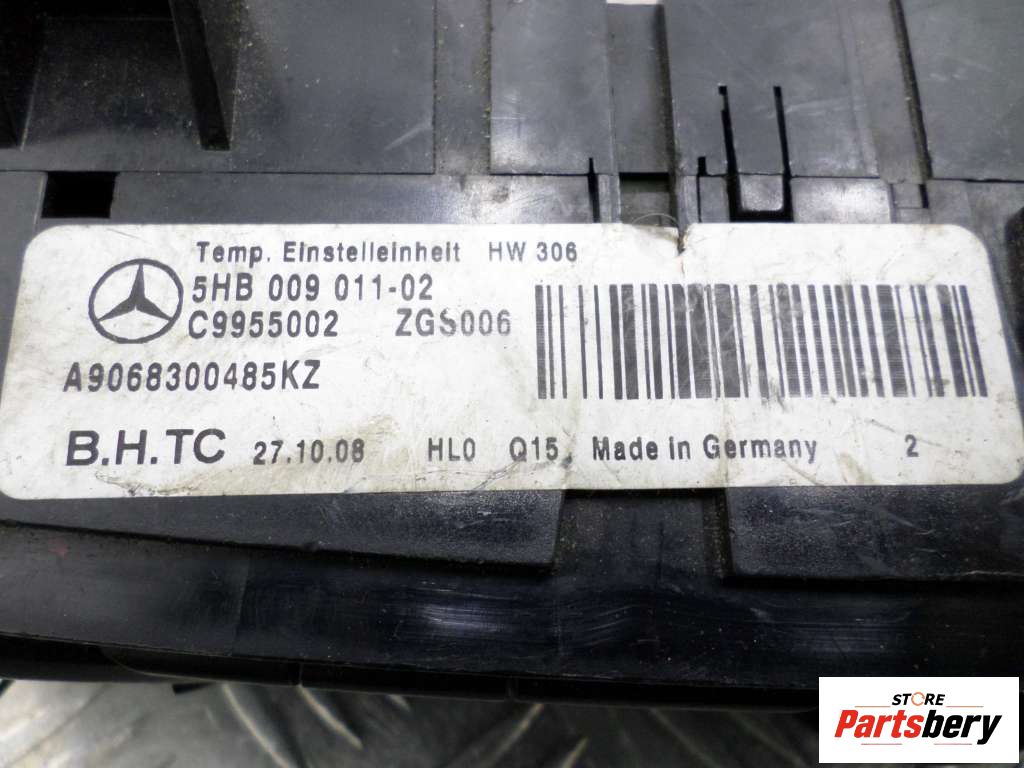 Temp. Einstelleinheit HW 306
5HB 009 011-02
C9955002 ZGS006
A9068300485KZ
B.H.TC 27.10.08 HL0 Q15 Made in Germany 2
STORE
Partsbery